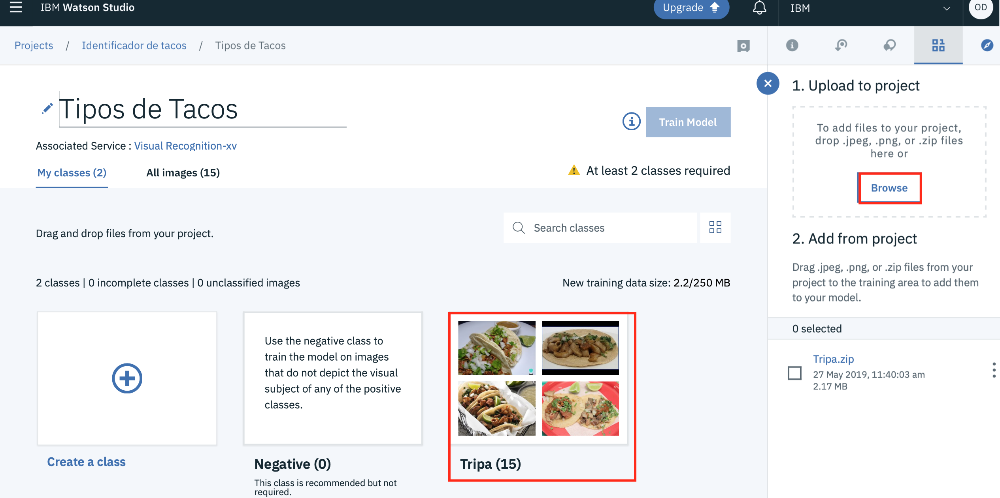 IBM Watson Studio
Upgrade
IBM
OD
Projects / Identificador de tacos / Tipos de Tacos
Tipos de Tacos
Train Model
Associated Service : Visual Recognition-xv
My classes (2)
All images (15)
At least 2 classes required
Drag and drop files from your project.
Search classes
2 classes | 0 incomplete classes | 0 unclassified images
New training data size: 2.2/250 MB
Create a class
Use the negative class to
train the model on images
that do not depict the visual
subject of any of the positive
classes.
Negative (0)
This class is recommended but not
required.
Tripa (15)
1. Upload to project
To add files to your project,
drop .jpeg, .png, or .zip files
here or
Browse
2. Add from project
Drag .jpeg, .png, or .zip files from your
project to the training area to add them
to your model.
0 selected
Tripa.zip
27 May 2019, 11:40:03 am
2.17 MB